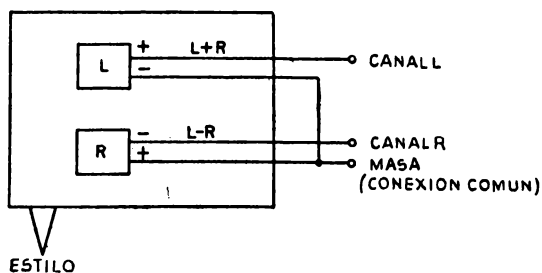 +
L+R
L
-
CANAL L
-
L-R
R
+
CANAL R
MASA
(CONEXION COMUN)
ESTILO